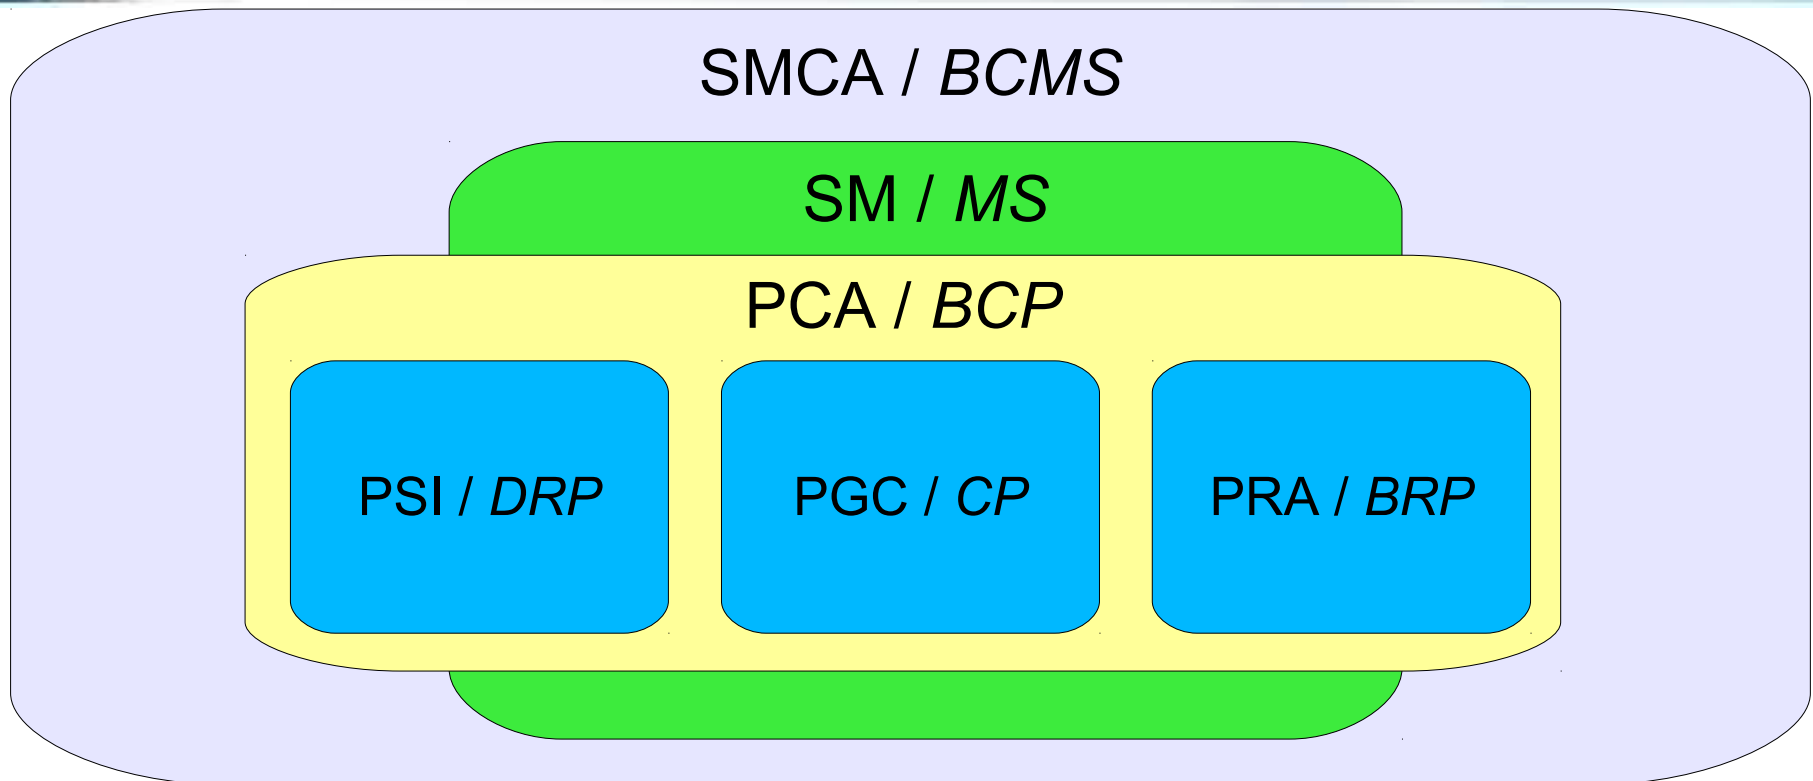 SMCA / BCMS
SM / MS
PCA / BCP
PSI / DRP
PGC / CP
PRA / BRP